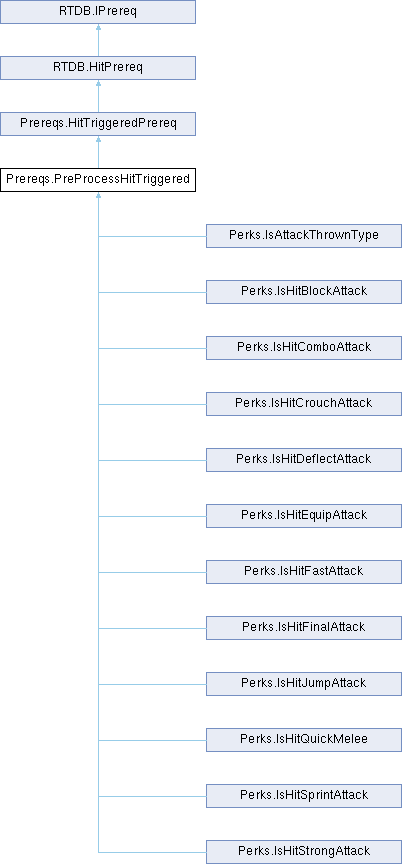 RTDB.IPrereq
RTDB.HitPrereq
Prereqs.HitTriggeredPrereq
Prereqs.PreProcessHitTriggered
Perks.IsAttackThrownType
Perks.IsHitBlockAttack
Perks.IsHitComboAttack
Perks.IsHitCrouchAttack
Perks.IsHitDeflectAttack
Perks.IsHitEquipAttack
Perks.IsHitFastAttack
Perks.IsHitFinalAttack
Perks.IsHitJumpAttack
Perks.IsHitQuickMelee
Perks.IsHitSprintAttack
Perks.IsHitStrongAttack